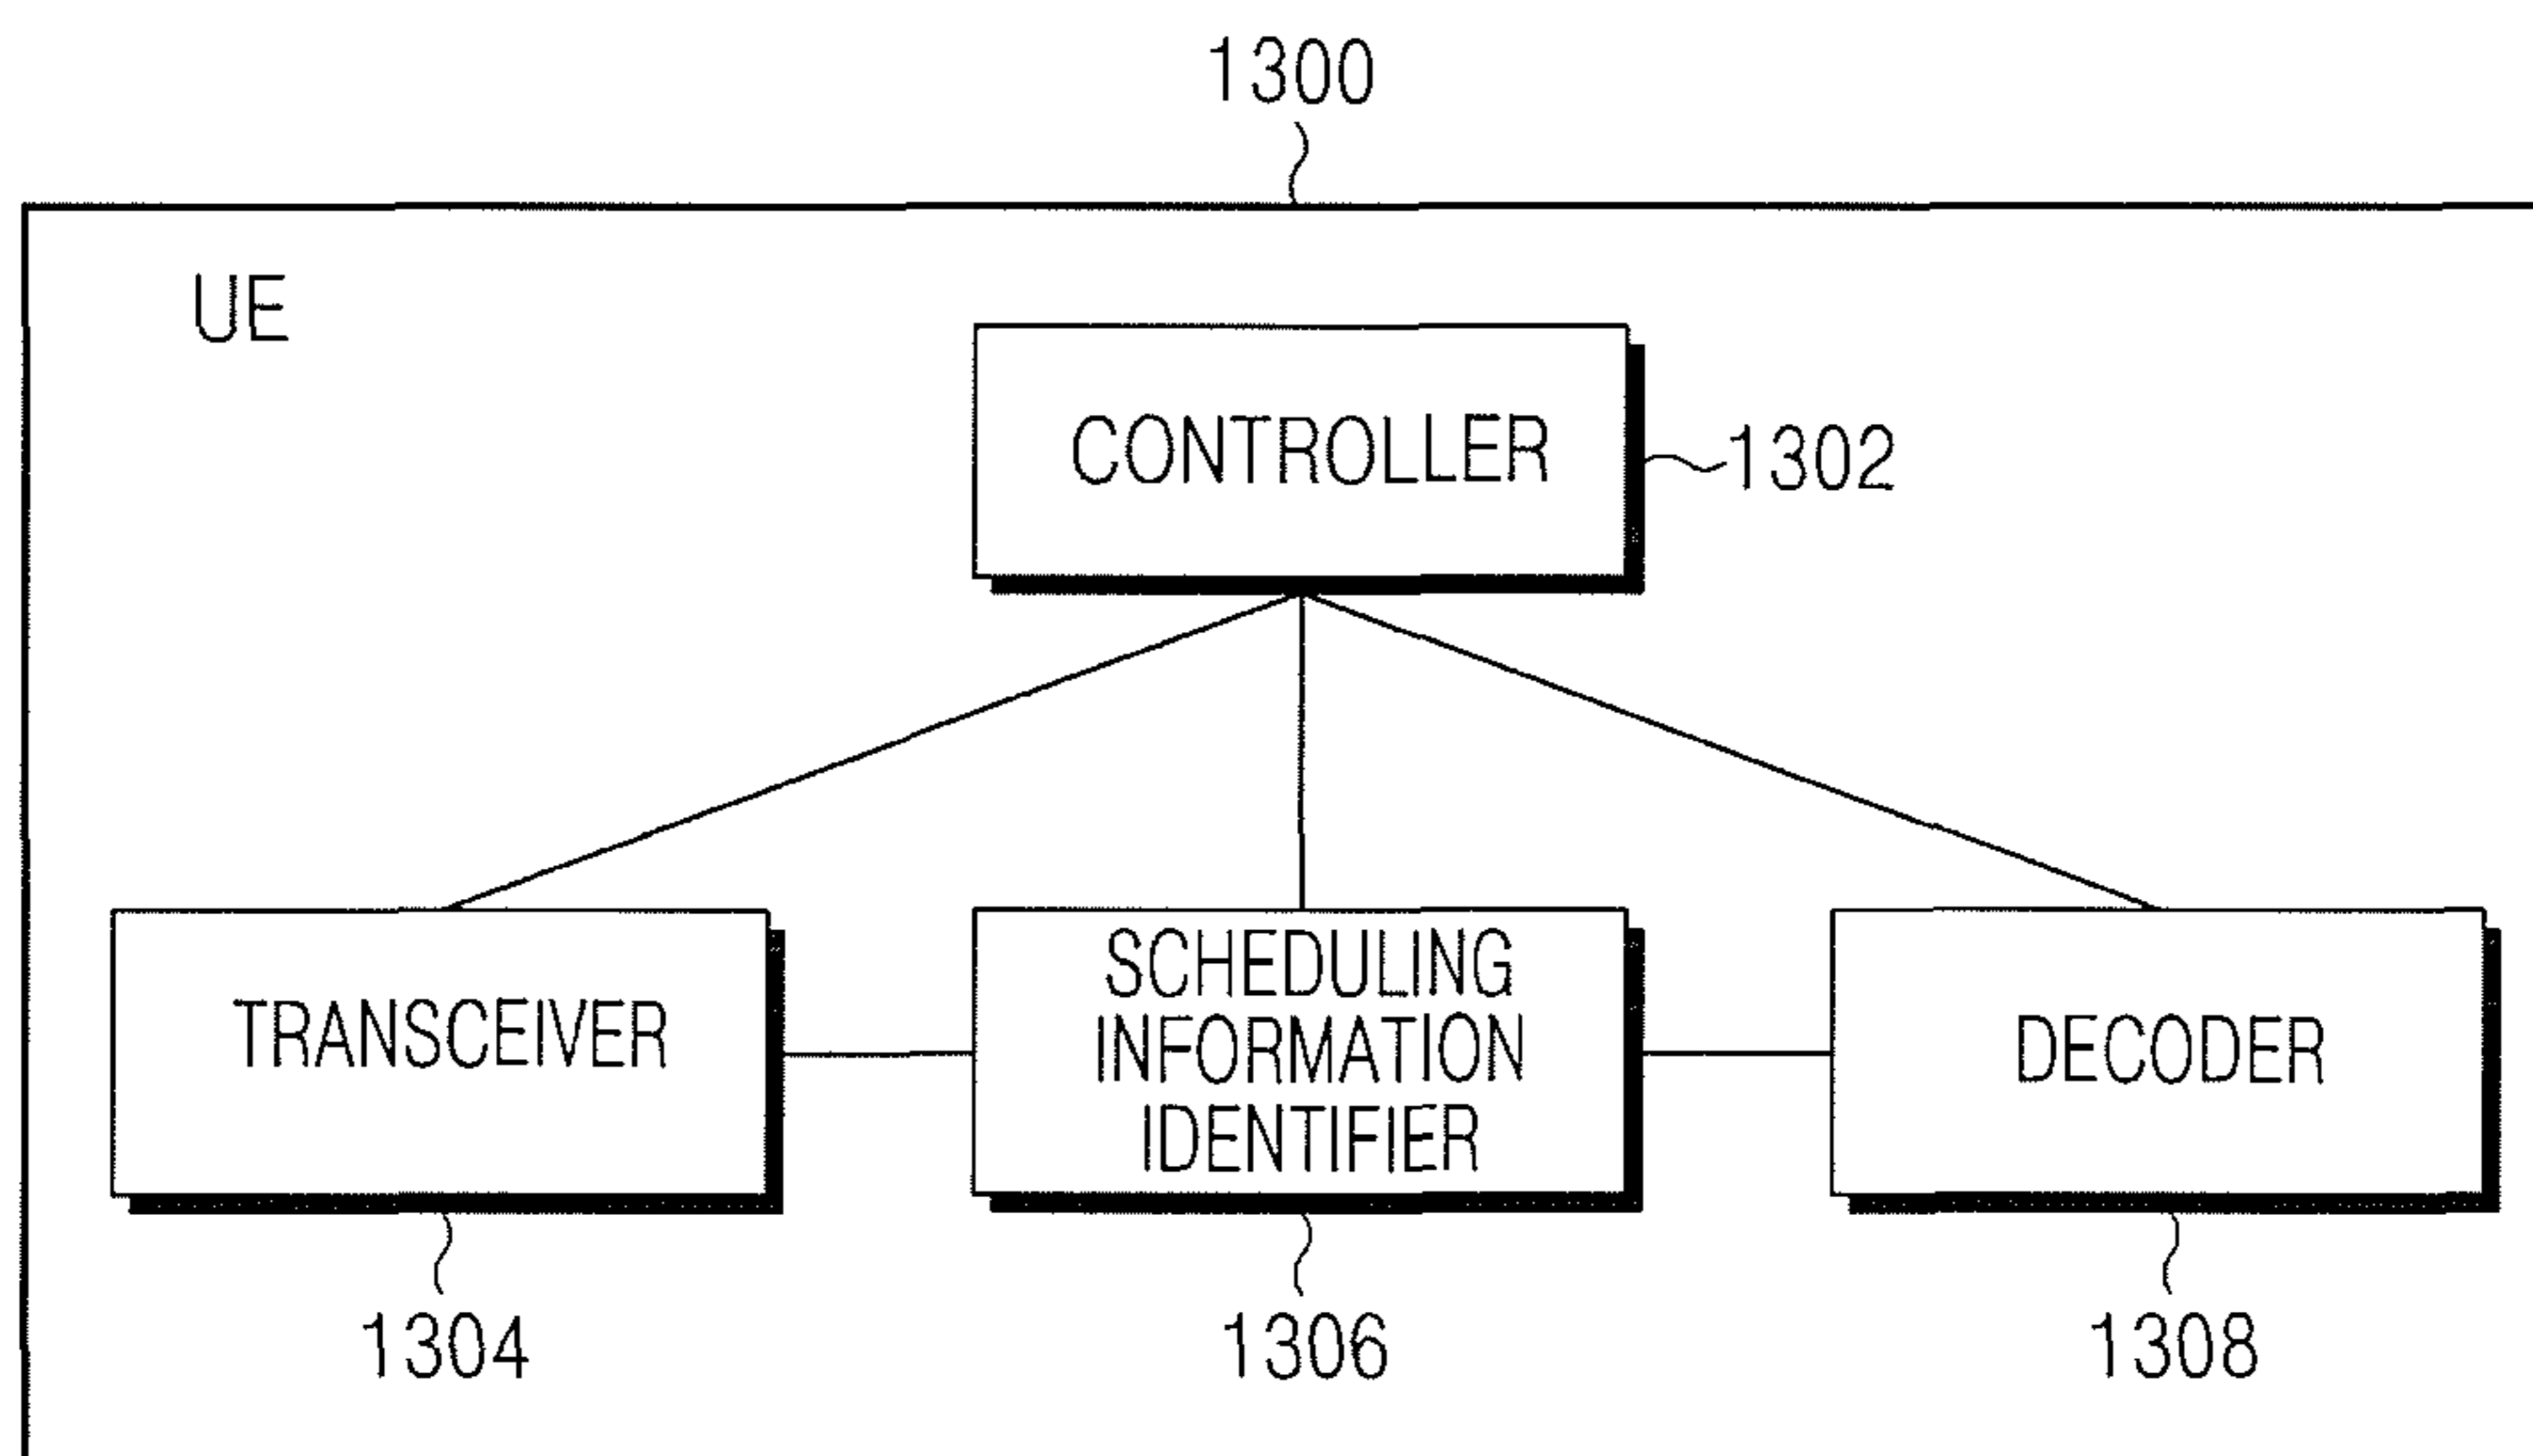 1300
UE
CONTROLLER
1302
TRANSCEIVER
SCHEDULING
INFORMATION
IDENTIFIER
DECODER
1304
1306
1308